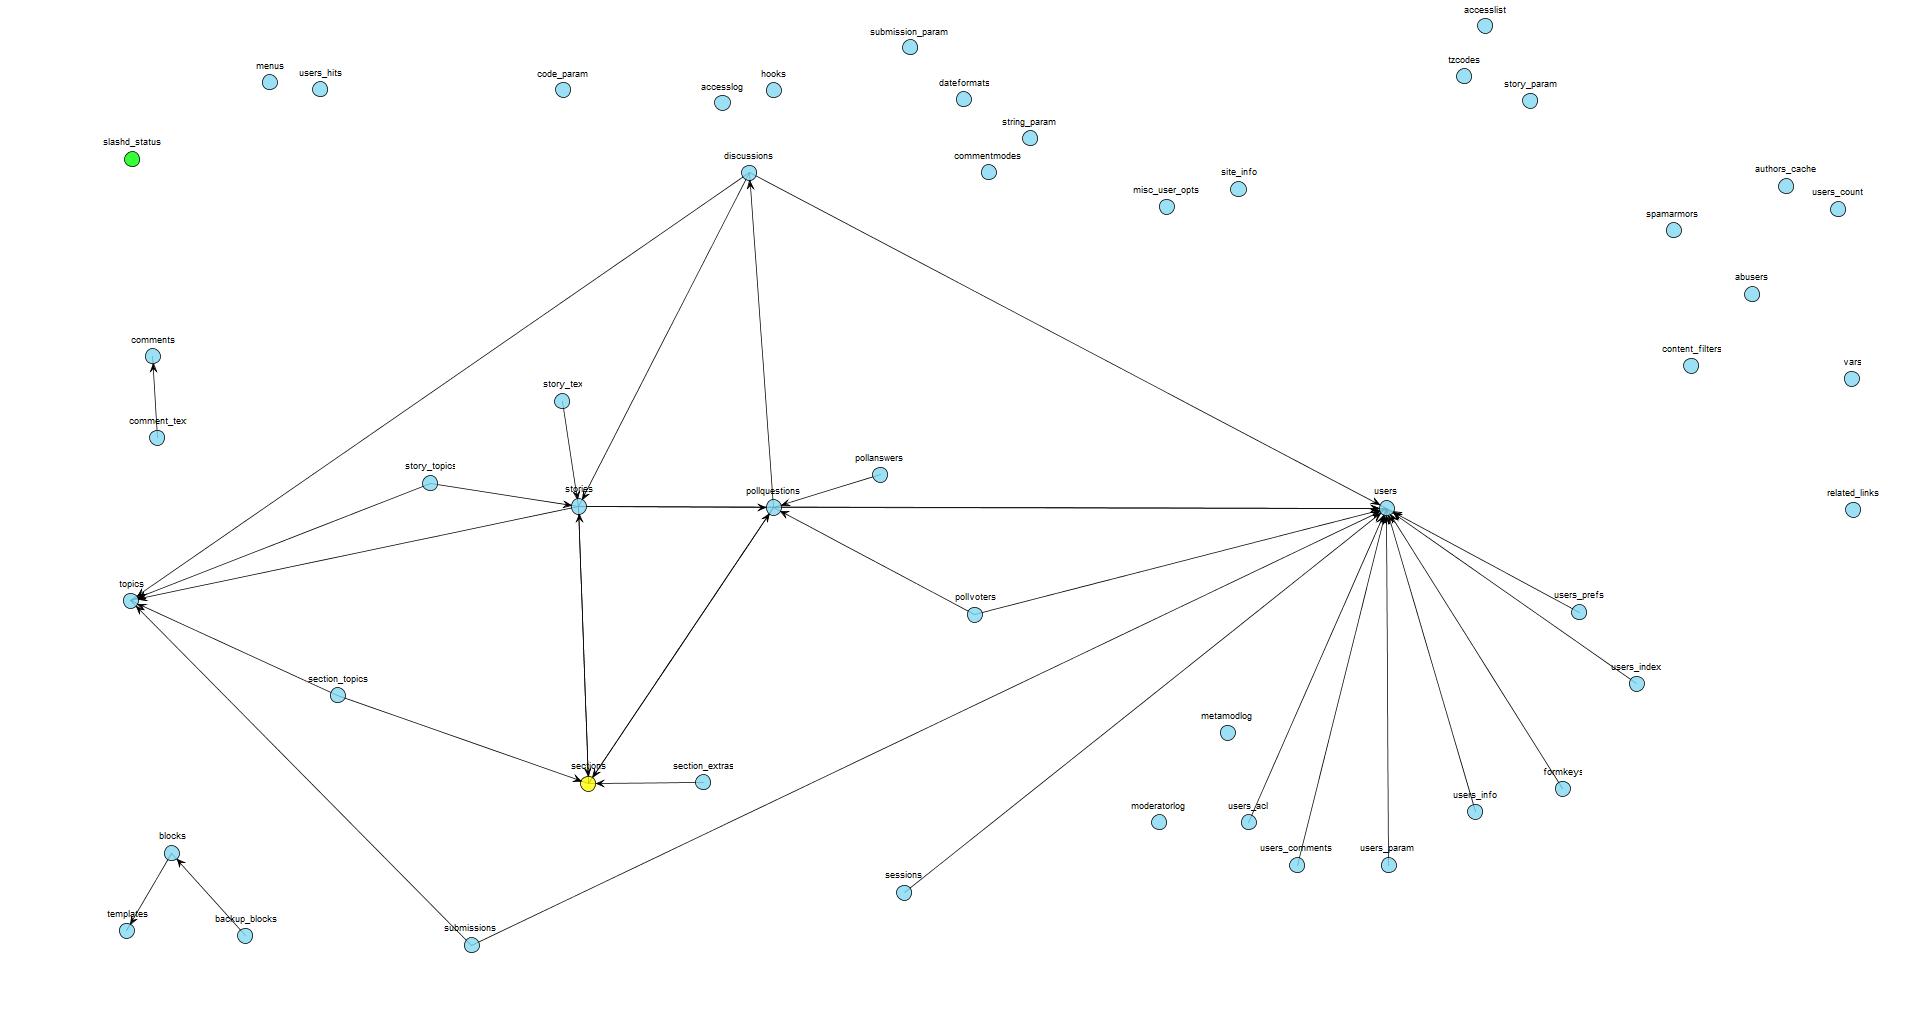 accesslist
submission_param
tzcodes
menus
users_hits
code_param
hooks
accesslog
dateformats
story_param
string_param
slashd_status
discussions
commentmodes
site_info
misc_user_opts
authors_cache
users_count
spamarmors
abusers
comments
content_filters
vars
story_tex
comment_tex
pollanswers
story_topics
stories
pollquestions
users
related_links
topics
pollvoters
users_prefs
users_index
section_topics
metamodlog
sections
section_extras
formkeys
users_info
moderatorlog
users_acl
blocks
users_comments
users_param
sessions
templates
backup_blocks
submissions